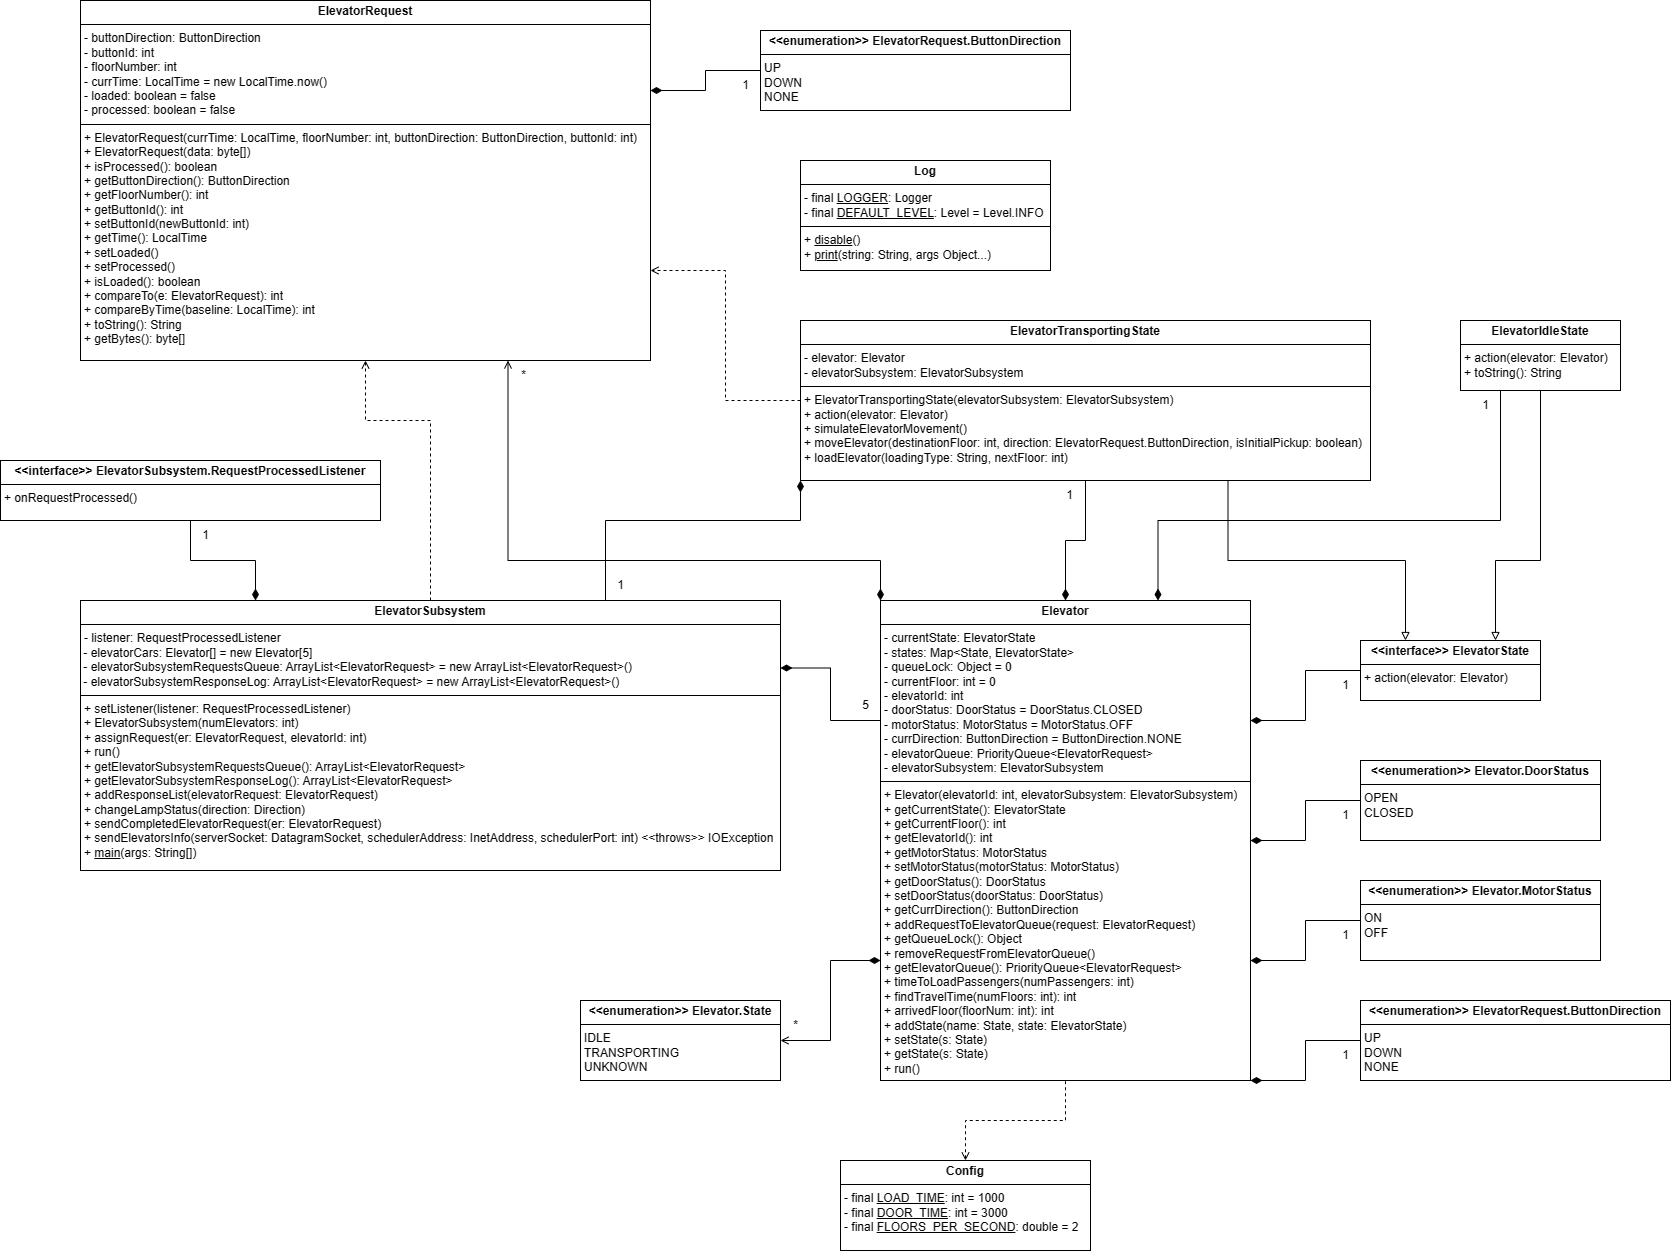 ElevatorRequest
- buttonDirection: ButtonDirection
- buttonId: int
- floorNumber: int
- currTime: LocalTime = new LocalTime.now()
- loaded: boolean = false
- processed: boolean = false
+ ElevatorRequest(currTime: LocalTime, floorNumber: int, buttonDirection: ButtonDirection, buttonId: int)
+ ElevatorRequest(data: byte[])
+ isProcessed(): boolean
+ getButtonDirection(): ButtonDirection
+ getFloorNumber(): int
+ getButtonId(): int
+ setButtonId(newButtonId: int)
+ getTime(): LocalTime
+ setLoaded()
+ setProcessed()
+ isLoaded(): boolean
+ compareTo(e: ElevatorRequest): int
+ compareByTime(baseline: LocalTime): int
+ toString(): String
+ getBytes(): byte[]
<<enumeration>> ElevatorRequest.ButtonDirection
UP
DOWN
NONE
1
Log
- final LOGGER: Logger
- final DEFAULT_LEVEL: Level = Level.INFO
+ disable()
+ print(string: String, args Object...)
ElevatorTransportingState
- elevator: Elevator
- elevatorSubsystem: ElevatorSubsystem
+ ElevatorTransportingState(elevatorSubsystem: ElevatorSubsystem)
+ action(elevator: Elevator)
+ simulateElevatorMovement()
+ moveElevator(destinationFloor: int, direction: ElevatorRequest.ButtonDirection, isInitialPickup: boolean)
+ loadElevator(loadingType: String, nextFloor: int)
ElevatorIdleState
+ action(elevator: Elevator)
+ toString(): String
1
*
1
<<interface>> ElevatorSubsystem.RequestProcessedListener
+ onRequestProcessed()
1
1
ElevatorSubsystem
- listener: RequestProcessedListener
- elevatorCars: Elevator[] = new Elevator[5]
- elevatorSubsystemRequestsQueue: ArrayList<ElevatorRequest> = new ArrayList<ElevatorRequest>()
- elevatorSubsystemResponseLog: ArrayList<ElevatorRequest> = new ArrayList<ElevatorRequest>()
+ setListener(listener: RequestProcessedListener)
+ ElevatorSubsystem(numElevators: int)
+ assignRequest(er: ElevatorRequest, elevatorId: int)
+ run()
+ getElevatorSubsystemRequestsQueue(): ArrayList<ElevatorRequest>
+ getElevatorSubsystemResponseLog(): ArrayList<ElevatorRequest>
+ addResponseList(elevatorRequest: ElevatorRequest)
+ changeLampStatus(direction: Direction)
+ sendCompletedElevatorRequest(er: ElevatorRequest)
+ sendElevatorsInfo(serverSocket: DatagramSocket, schedulerAddress: InetAddress, schedulerPort: int) <<throws>> IOException
+ main(args: String[])
5
Elevator
- currentState: ElevatorState
- states: Map<State, ElevatorState>
- queueLock: Object = 0
- currentFloor: int = 0
- elevatorId: int
- doorStatus: DoorStatus = DoorStatus.CLOSED
- motorStatus: MotorStatus = MotorStatus.OFF
- currDirection: ButtonDirection = ButtonDirection.NONE
- elevatorQueue: PriorityQueue<ElevatorRequest>
- elevatorSubsystem: ElevatorSubsystem
+ Elevator(elevatorId: int, elevatorSubsystem: ElevatorSubsystem)
+ getCurrentState(): ElevatorState
+ getCurrentFloor(): int
+ getElevatorId(): int
+ getMotorStatus: MotorStatus
+ setMotorStatus(motorStatus: MotorStatus)
+ getDoorStatus(): DoorStatus
+ setDoorStatus(doorStatus: DoorStatus)
+ getCurrDirection(): ButtonDirection
+ addRequestToElevatorQueue(request: ElevatorRequest)
+ getQueueLock(): Object
+ removeRequestFromElevatorQueue()
+ getElevatorQueue(): PriorityQueue<ElevatorRequest>
+ timeToLoadPassengers(numPassengers: int)
+ findTravelTime(numFloors: int): int
+ arrivedFloor(floorNum: int): int
+ addState(name: State, state: ElevatorState)
+ setState(s: State)
+ getState(s: State)
+ run()
<<interface>> ElevatorState
+ action(elevator: Elevator)
1
<<enumeration>> Elevator.DoorStatus
OPEN
CLOSED
1
<<enumeration>> Elevator.MotorStatus
ON
OFF
1
<<enumeration>> Elevator.State
IDLE
TRANSPORTING
UNKNOWN
*
<<enumeration>> ElevatorRequest.ButtonDirection
UP
DOWN
NONE
1
Config
- final LOAD_TIME: int = 1000
- final DOOR_TIME: int = 3000
- final FLOORS_PER_SECOND: double = 2